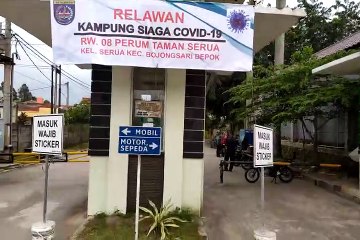 RELAWAN
KAMPUNG SIAGA COVID-19
RW. 08 PERUM TAMAN SERUA
KEL. SERUA KEC. BOJONGSARI DEPOK
MASUK
WAJIB
STICKER
MOBIL
MOTOR,
SEPEDA
MASUK
WAJIB
STICKER